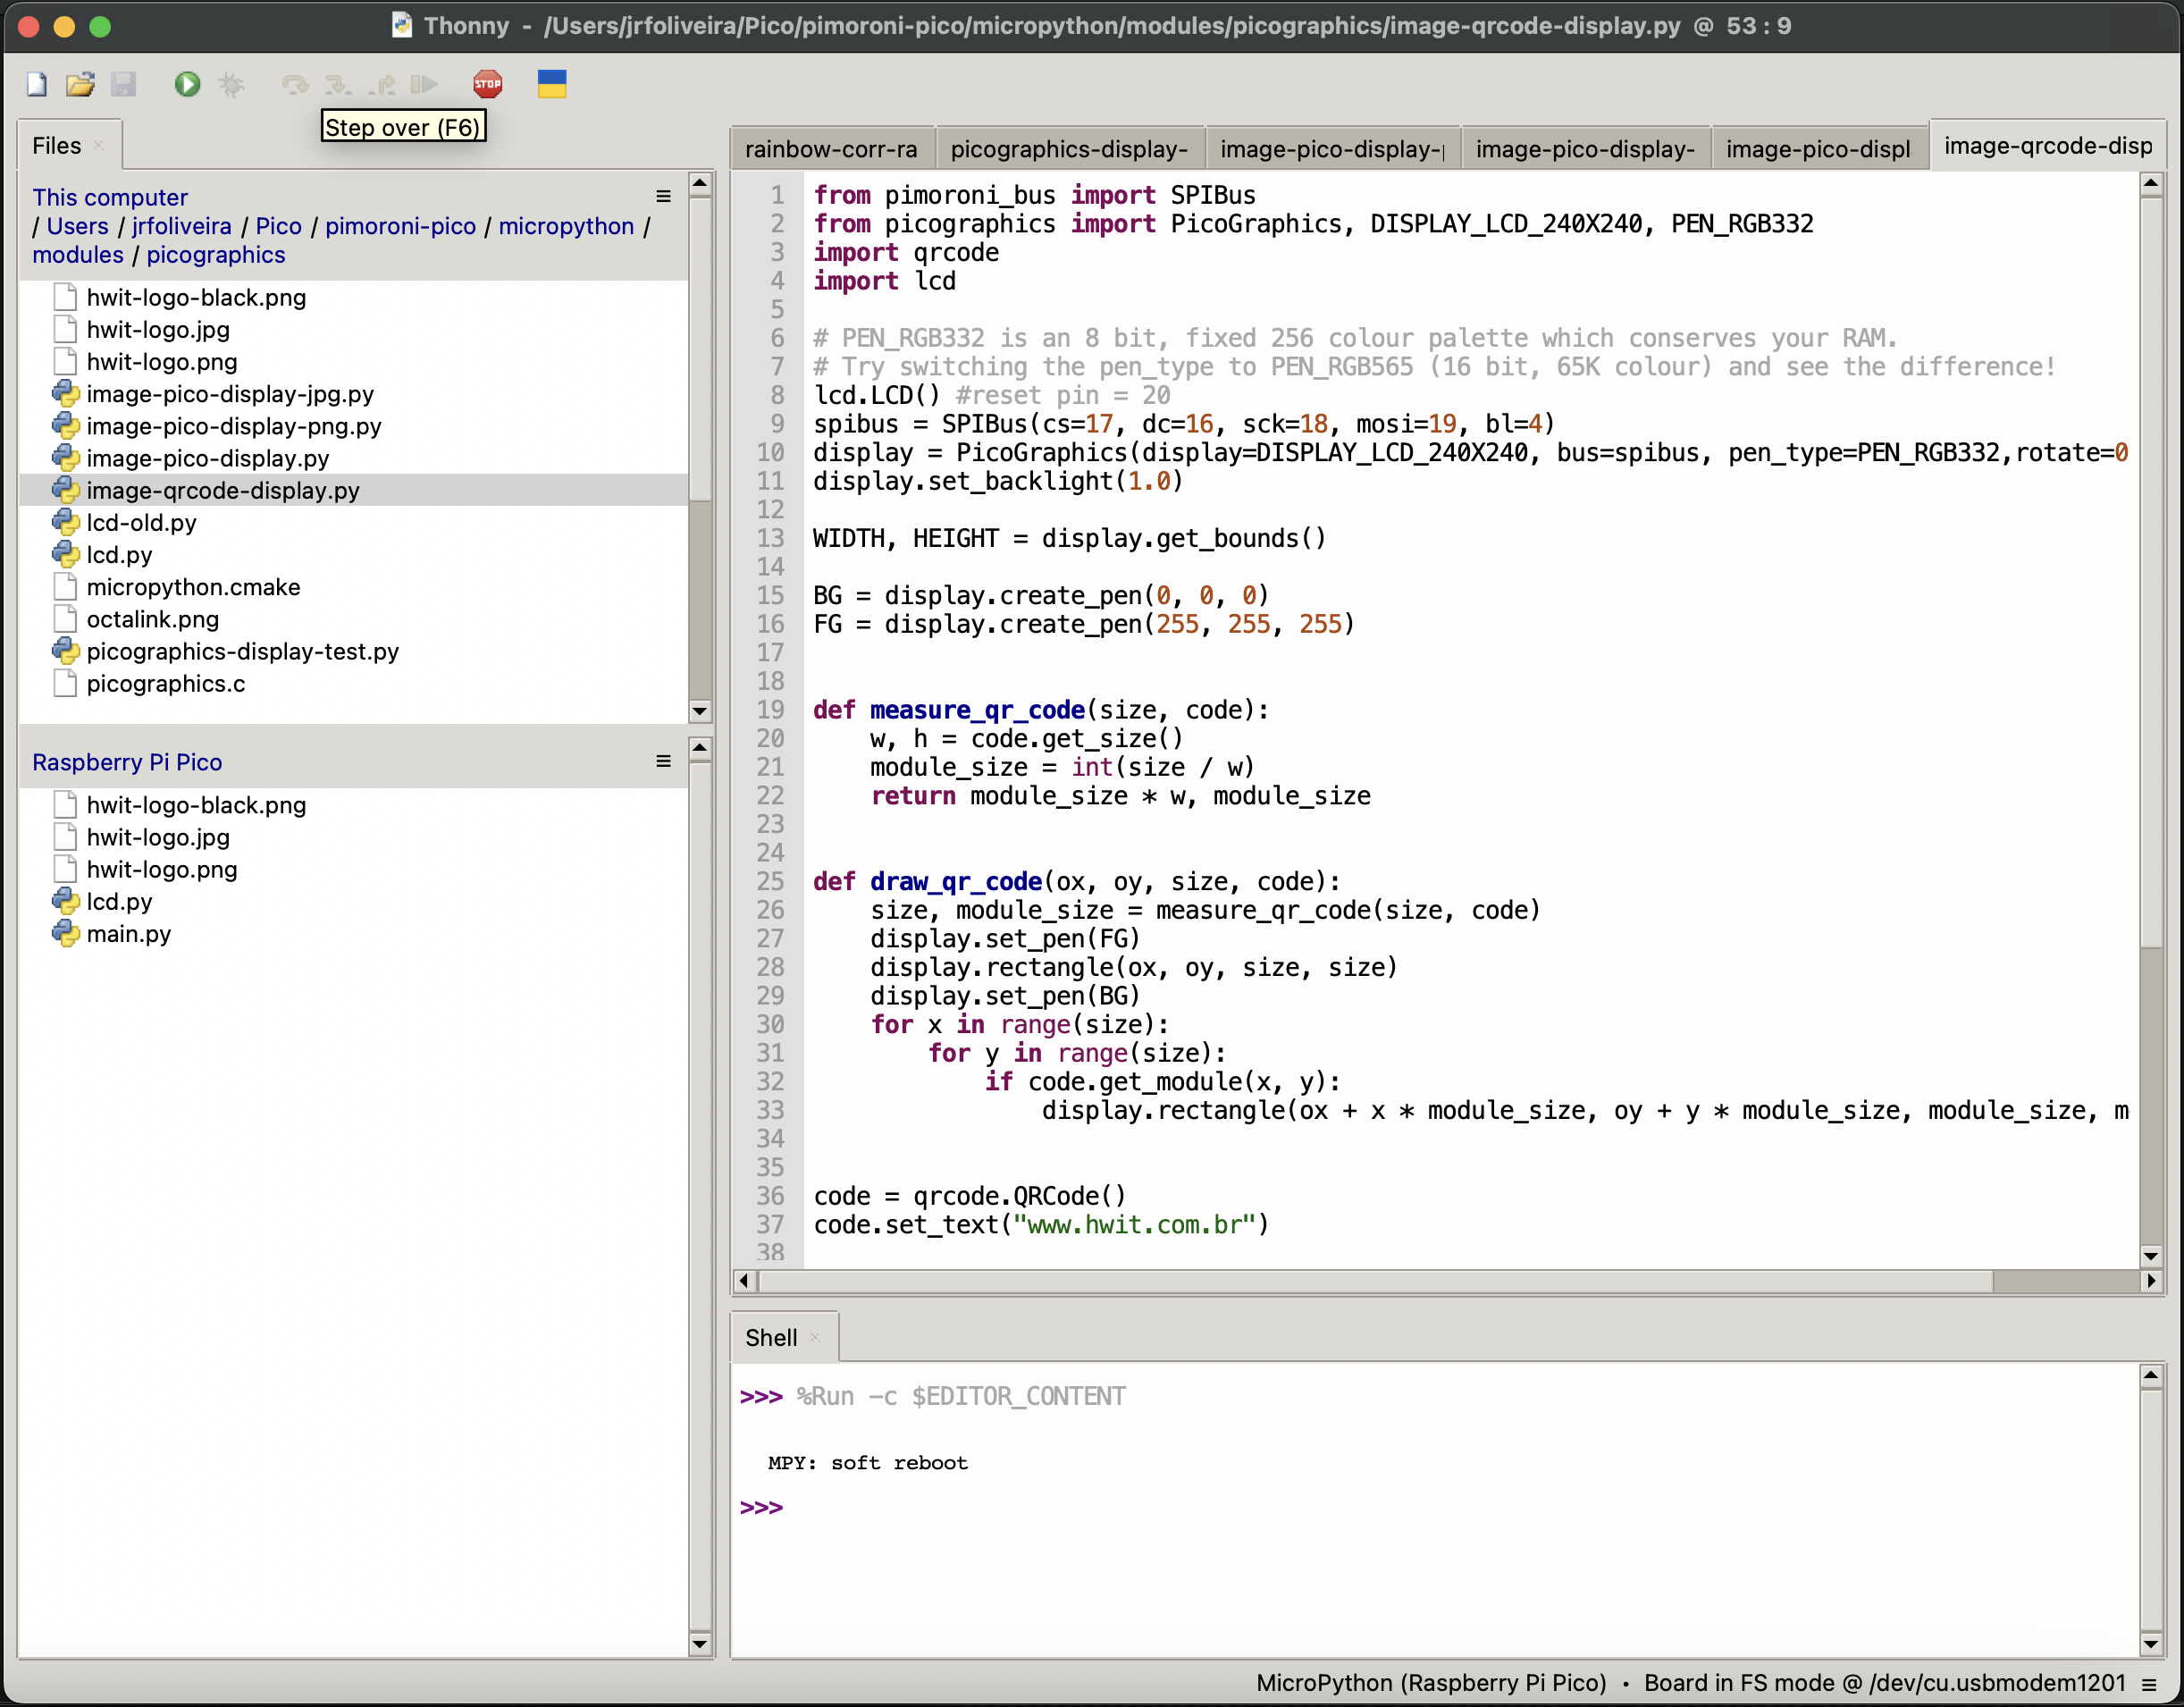 Thonny - /Users/jrfoliveira/Pico/pimoroni-pico/micropython/modules/picographics/image-qrcode-display.py @ 53 : 9
STOP
Step over (F6)
Files
This computer
/ Users / jrfoliveira / Pico / pimoroni-pico / micropython /
modules / picographics
hwit-logo-black.png
hwit-logo.jpg
hwit-logo.png
image-pico-display-jpg.py
image-pico-display-png.py
image-pico-display.py
image-qrcode-display.py
lcd-old.py
lcd.py
micropython.cmake
octalink.png
picographics-display-test.py
picographics.c
Raspberry Pi Pico
hwit-logo-black.png
hwit-logo.jpg
hwit-logo.png
lcd.py
main.py
rainbow-corr-ra picographics-display- image-pico-display-p image-pico-display- image-pico-displ image-qrcode-disp
1 from pimoroni_bus import SPIBus
2 from picographics import PicoGraphics, DISPLAY_LCD_240X240, PEN_RGB332
3 import qrcode
4 import lcd
5
6 # PEN_RGB332 is an 8 bit, fixed 256 colour palette which conserves your RAM.
7 # Try switching the pen_type to PEN_RGB565 (16 bit, 65K colour) and see the difference!
8 lcd.LCD() #reset pin = 20
9 spibus = SPIBus(cs=17, dc=16, sck=18, mosi=19, bl=4)
10 display = PicoGraphics(display=DISPLAY_LCD_240X240, bus=spibus, pen_type=PEN_RGB332,rotate=0
11 display.set_backlight(1.0)
12
13 WIDTH, HEIGHT = display.get_bounds()
14
15 BG = display.create_pen(0, 0, 0)
16 FG = display.create_pen(255, 255, 255)
17
18
19 def measure_qr_code(size, code):
20     w, h = code.get_size()
21     module_size = int(size / w)
22     return module_size * w, module_size
23
24
25 def draw_qr_code(ox, oy, size, code):
26     size, module_size = measure_qr_code(size, code)
27     display.set_pen(FG)
28     display.rectangle(ox, oy, size, size)
29     display.set_pen(BG)
30     for x in range(size):
31         for y in range(size):
32             if code.get_module(x, y):
33                 display.rectangle(ox + x * module_size, oy + y * module_size, module_size, m
34
35
36 code = qrcode.QRCode()
37 code.set_text("www.hwit.com.br")
38
Shell
>>> %Run -c $EDITOR_CONTENT
MPY: soft reboot
>>>
MicroPython (Raspberry Pi Pico) • Board in FS mode @ /dev/cu.usbmodem1201